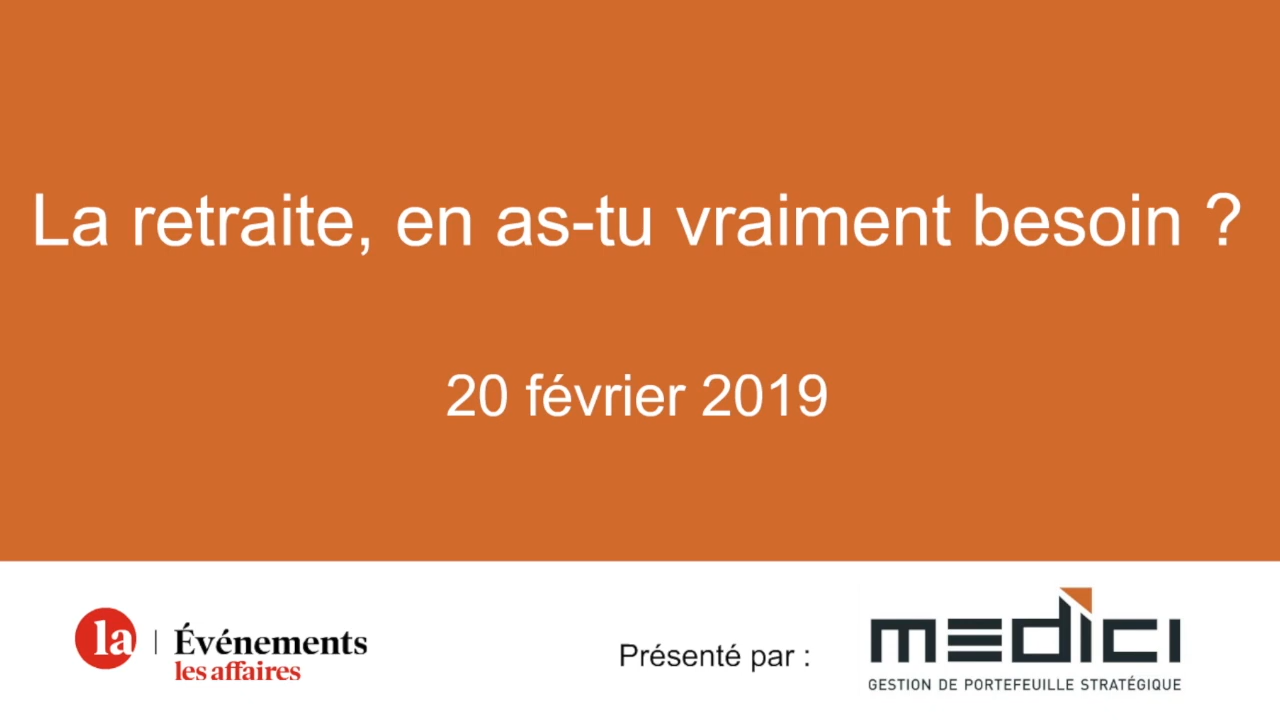 La retraite, en as-tu vraiment besoin ?
20 février 2019
la | Événements
les affaires
Présenté par :
MEDICI
GESTION DE PORTEFEUILLE STRATÉGIQUE